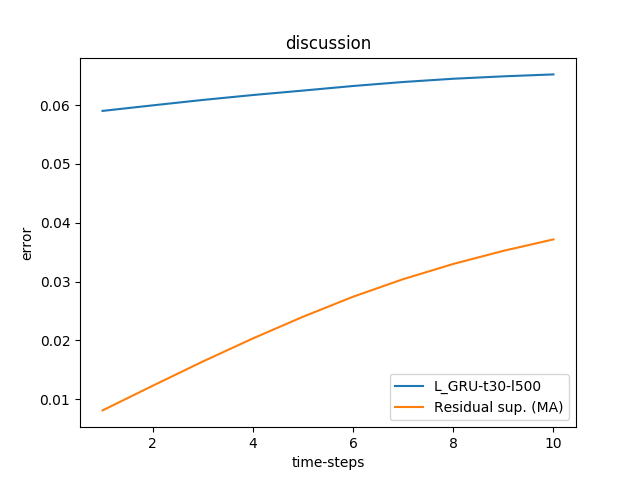 discussion
error
0.06
0.05
0.04
0.03
0.02
0.01
2
4
6
8
10
time-steps
L_GRU-t30-l500
Residual sup. (MA)